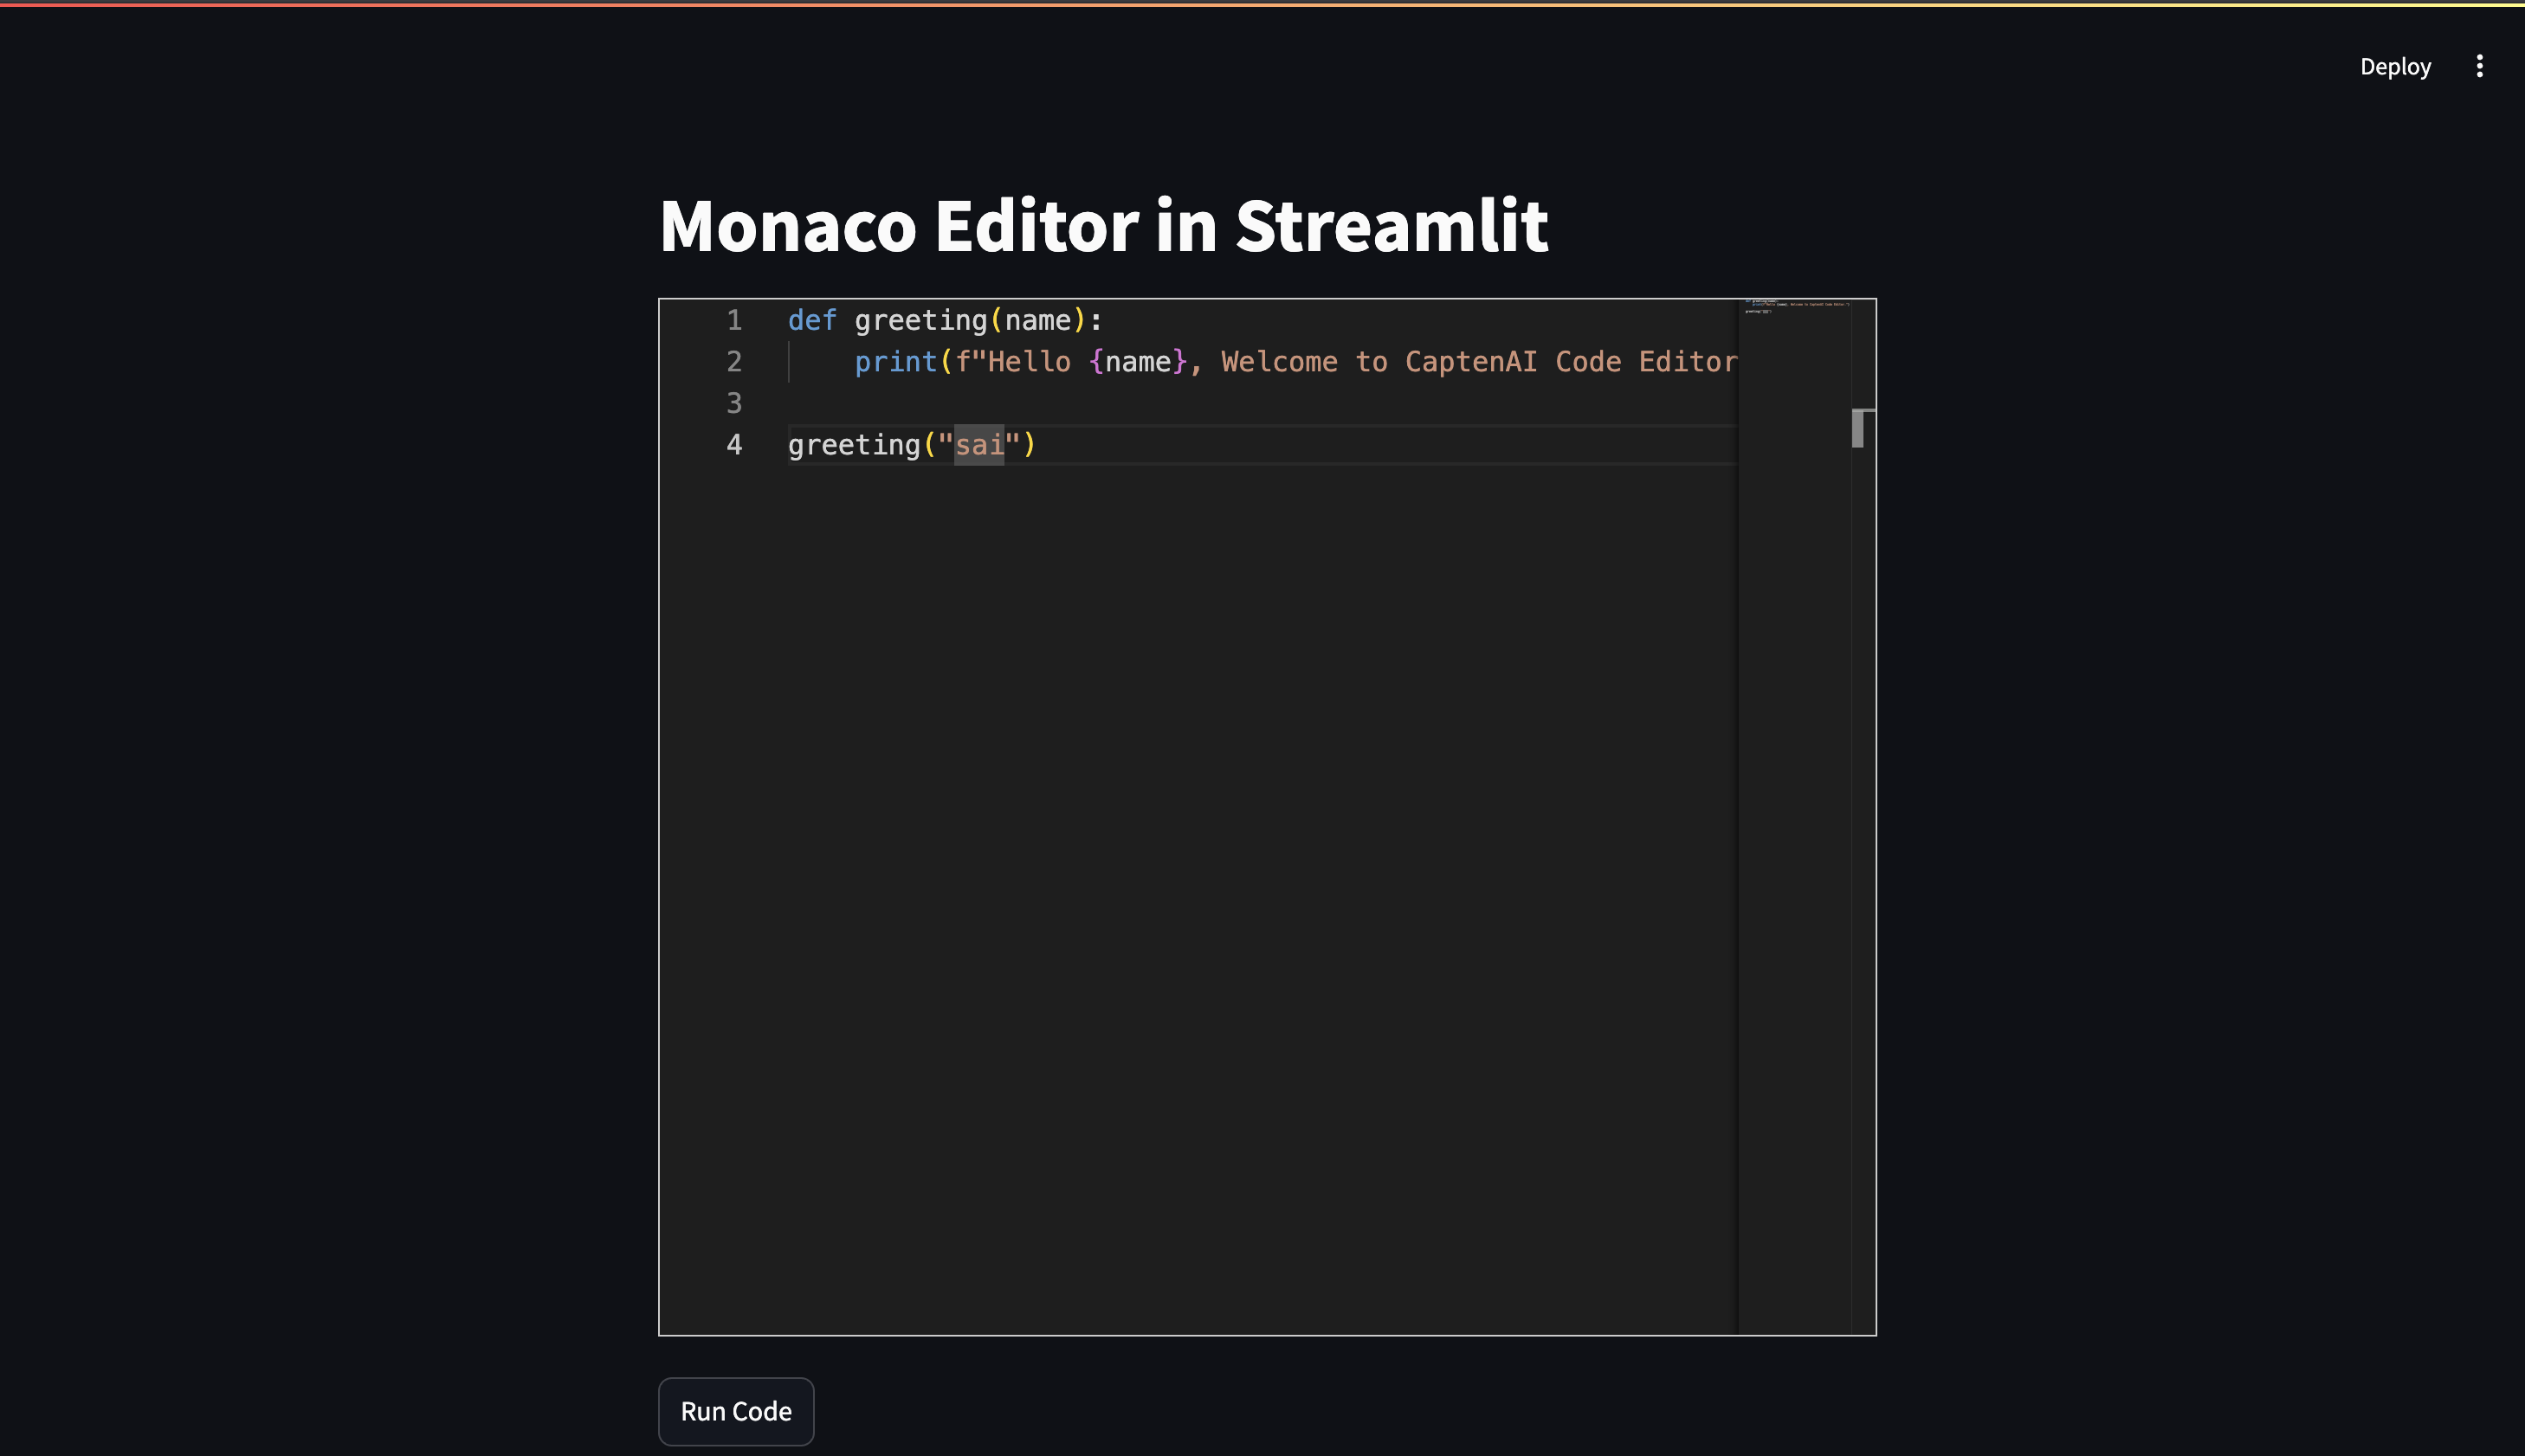 Deploy
Monaco Editor in Streamlit
1 def greeting(name):
2     print(f"Hello {name}, Welcome to CaptenAI Code Editor
3
4 greeting("sai")
Run Code